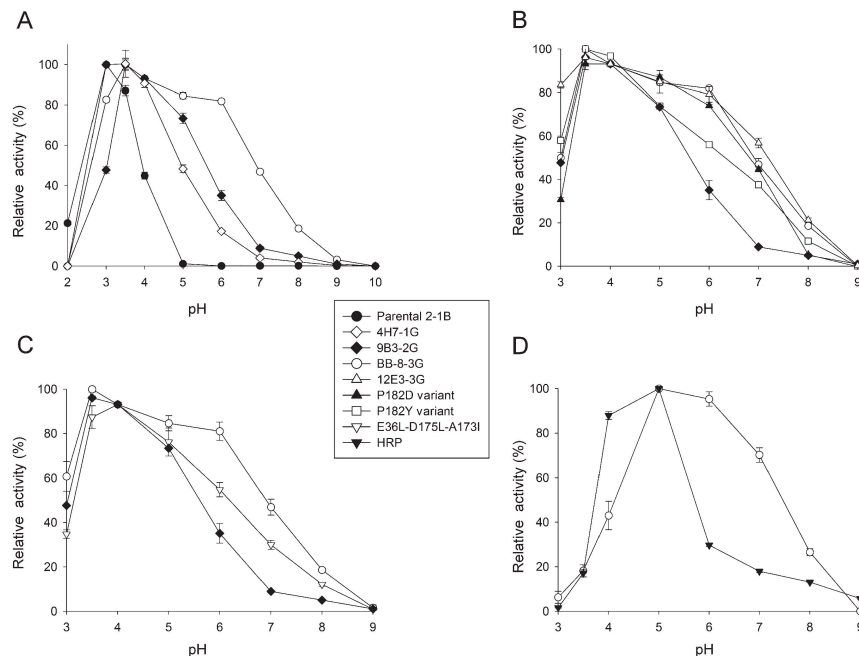 A
Relative activity (%)
100
80
60
40
20
0
2 3 4 5 6 7 8 9 10
pH
B
Relative activity (%)
100
80
60
40
20
0
3 4 5 6 7 8 9
pH
Parental 2-1B
4H7-1G
9B3-2G
BB-8-3G
12E3-3G
P182D variant
P182Y variant
E36L-D175L-A173I
HRP
C
Relative activity (%)
100
80
60
40
20
0
3 4 5 6 7 8 9
pH
D
Relative activity (%)
100
80
60
40
20
0
3 4 5 6 7 8 9
pH